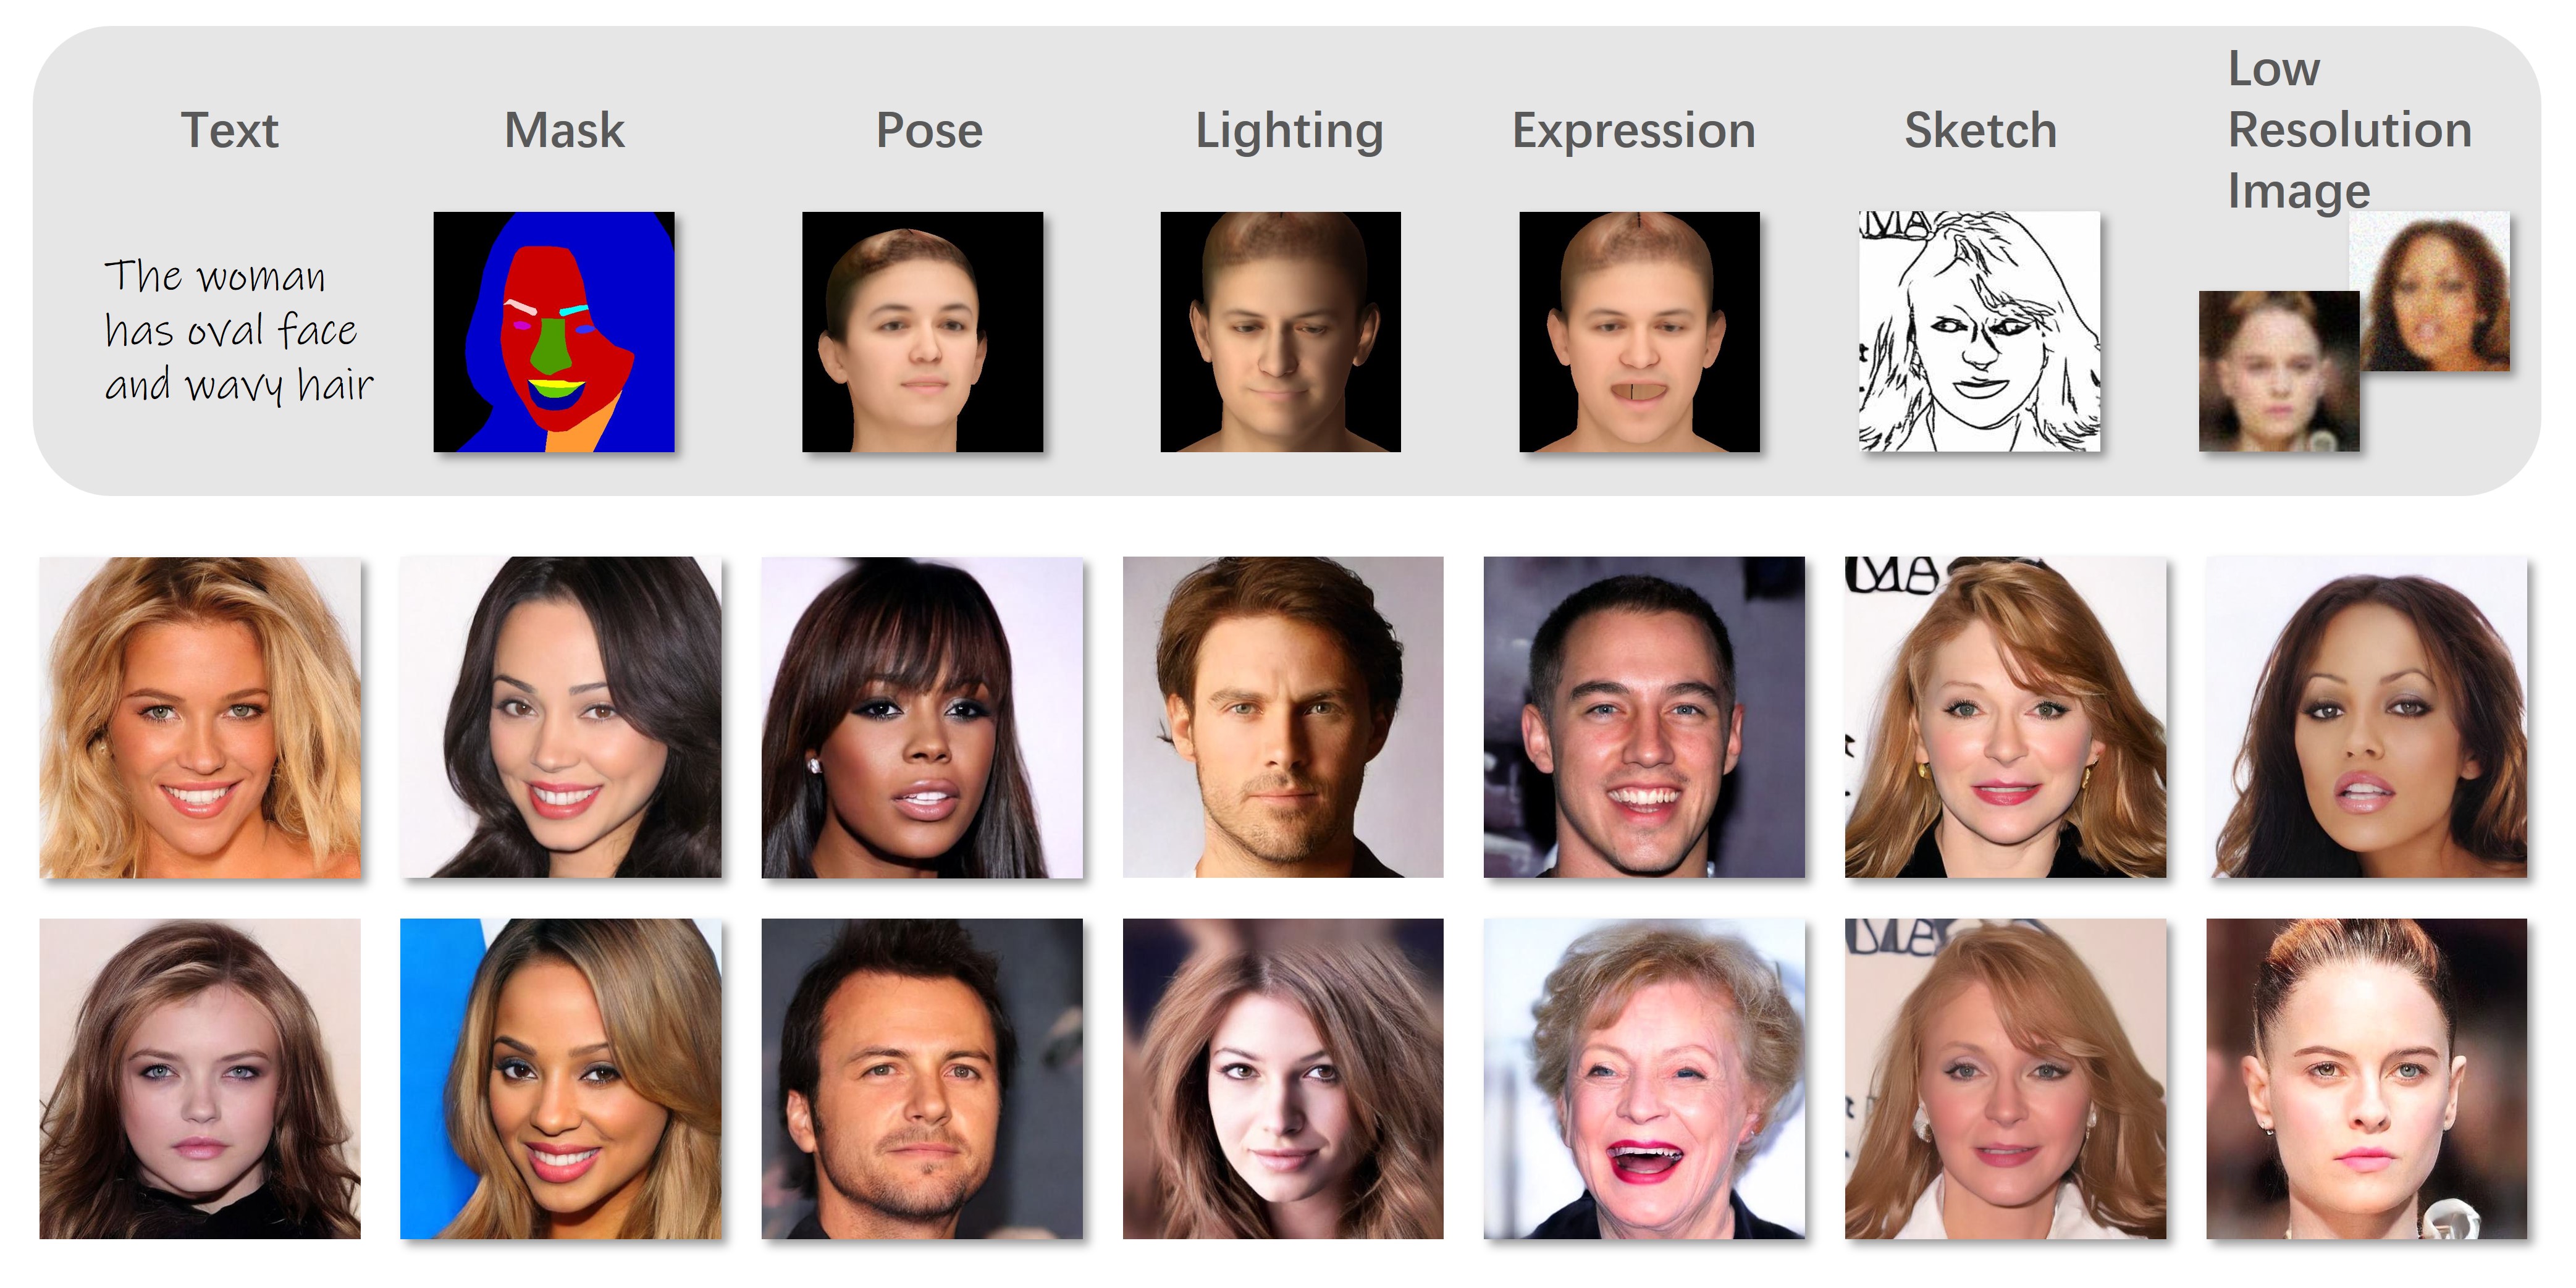 Text
Mask
Pose
Lighting
Expression
Sketch
Low
Resolution
Image
The woman
has oval face
and wavy hair